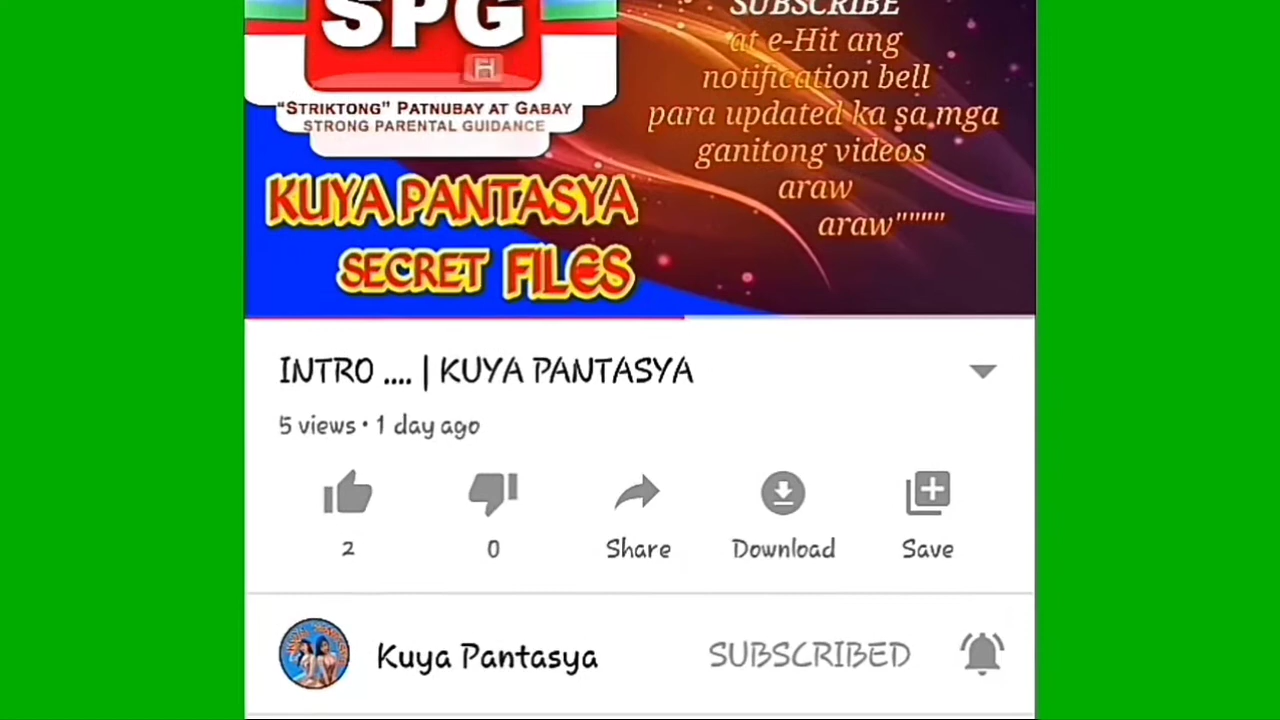 SPG
H
"STRIKTONG" PATNUBAY AT GABAY
STRONG PARENTAL GUIDANCE
KUYA PANTASYA
SECRET FILES
SUBSCRIBE
at e-Hit ang
notification bell
para updated ka sa mga
ganitong videos
araw
araw""""
INTRO .... | KUYA PANTASYA
5 views • 1 day ago
2
0
Share
Download
Save
Kuya Pantasya
SUBSCRIBED